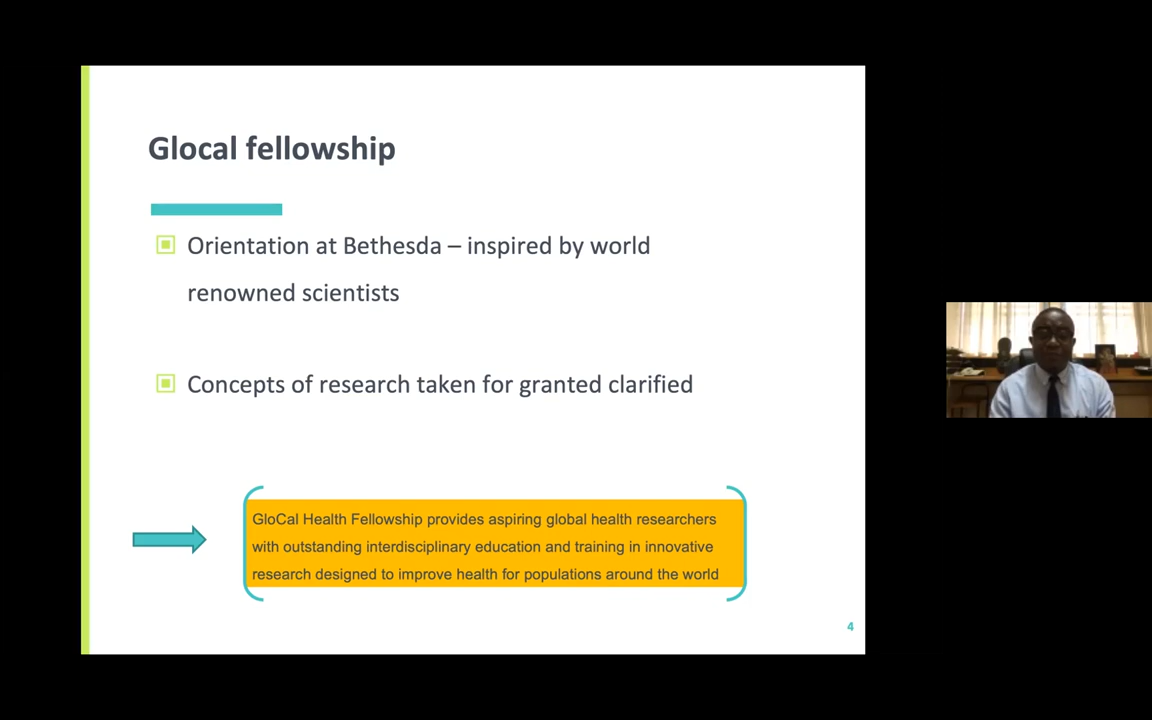 Glocal fellowship
Orientation at Bethesda – inspired by world
renowned scientists
Concepts of research taken for granted clarified
GloCal Health Fellowship provides aspiring global health researchers
with outstanding interdisciplinary education and training in innovative
research designed to improve health for populations around the world
4